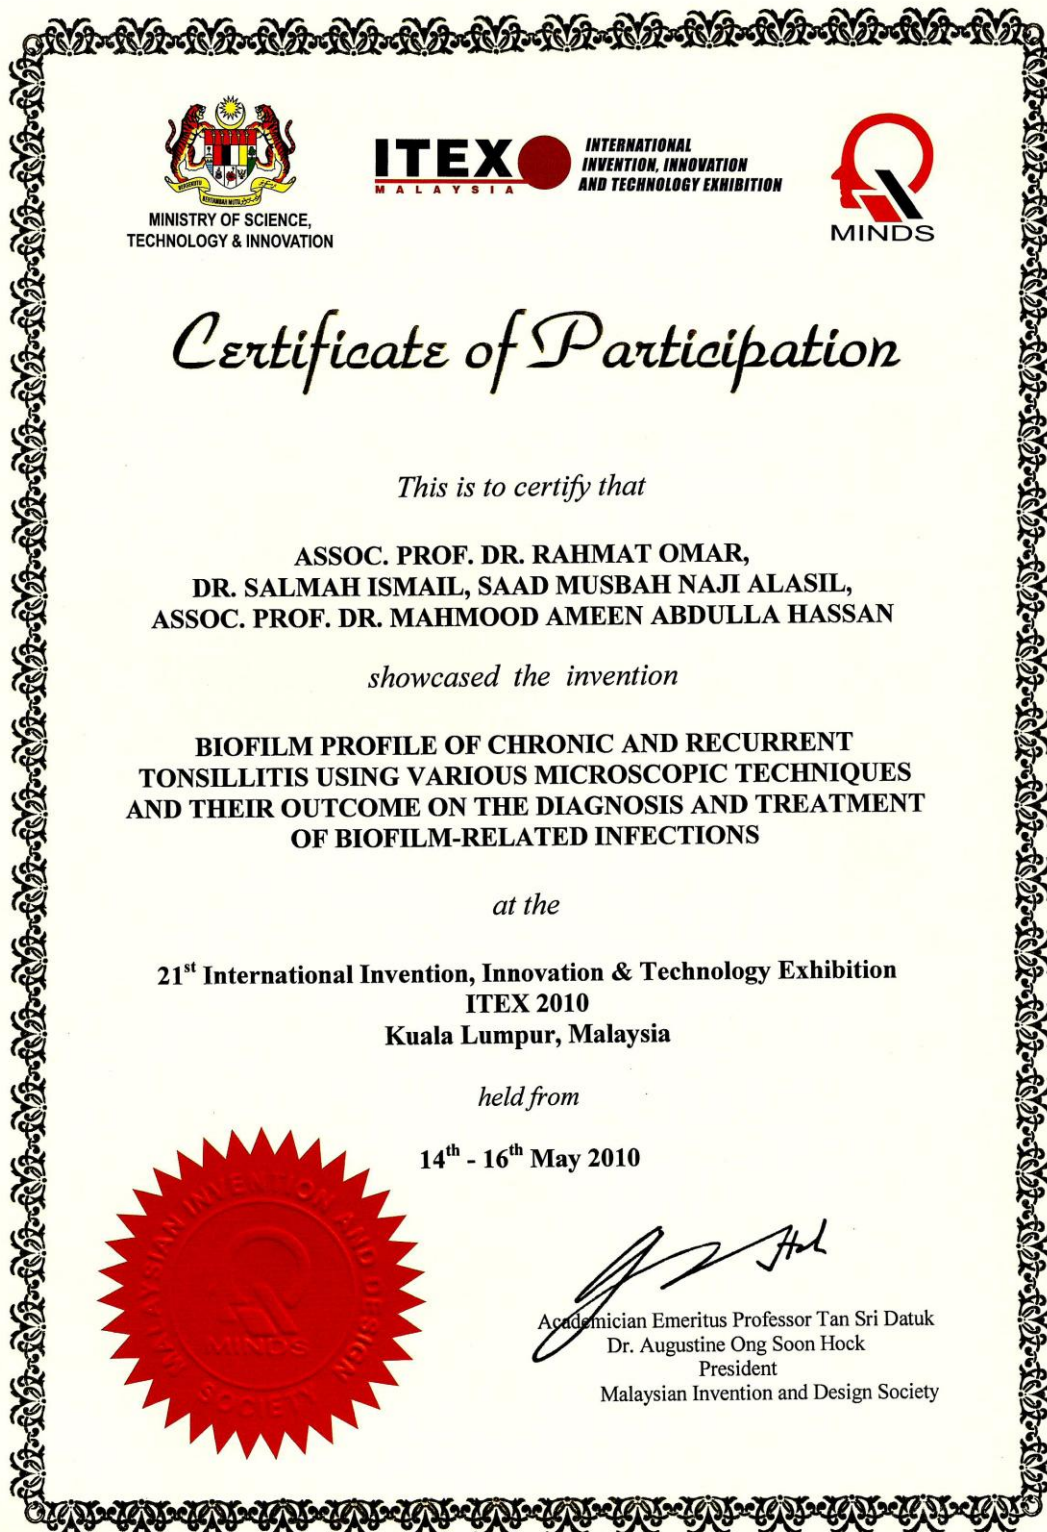 BERSEKUTU
BERTAMBAH MUTU
MINISTRY OF SCIENCE,
TECHNOLOGY & INNOVATION
ITEX
MALAYSIA
INTERNATIONAL
INVENTION, INNOVATION
AND TECHNOLOGY EXHIBITION
MINDS
Certificate of Participation
This is to certify that
ASSOC. PROF. DR. RAHMAT OMAR,
DR. SALMAH ISMAIL, SAAD MUSBAH NAJI ALASIL,
ASSOC. PROF. DR. MAHMOOD AMEEN ABDULLA HASSAN
showcased the invention
BIOFILM PROFILE OF CHRONIC AND RECURRENT
TONSILLITIS USING VARIOUS MICROSCOPIC TECHNIQUES
AND THEIR OUTCOME ON THE DIAGNOSIS AND TREATMENT
OF BIOFILM-RELATED INFECTIONS
at the
21st International Invention, Innovation & Technology Exhibition
ITEX 2010
Kuala Lumpur, Malaysia
held from
14th - 16th May 2010
MALAYSIAN INVENTION AND DESIGN
SOCIETY
MINDS
Academician Emeritus Professor Tan Sri Datuk
Dr. Augustine Ong Soon Hock
President
Malaysian Invention and Design Society